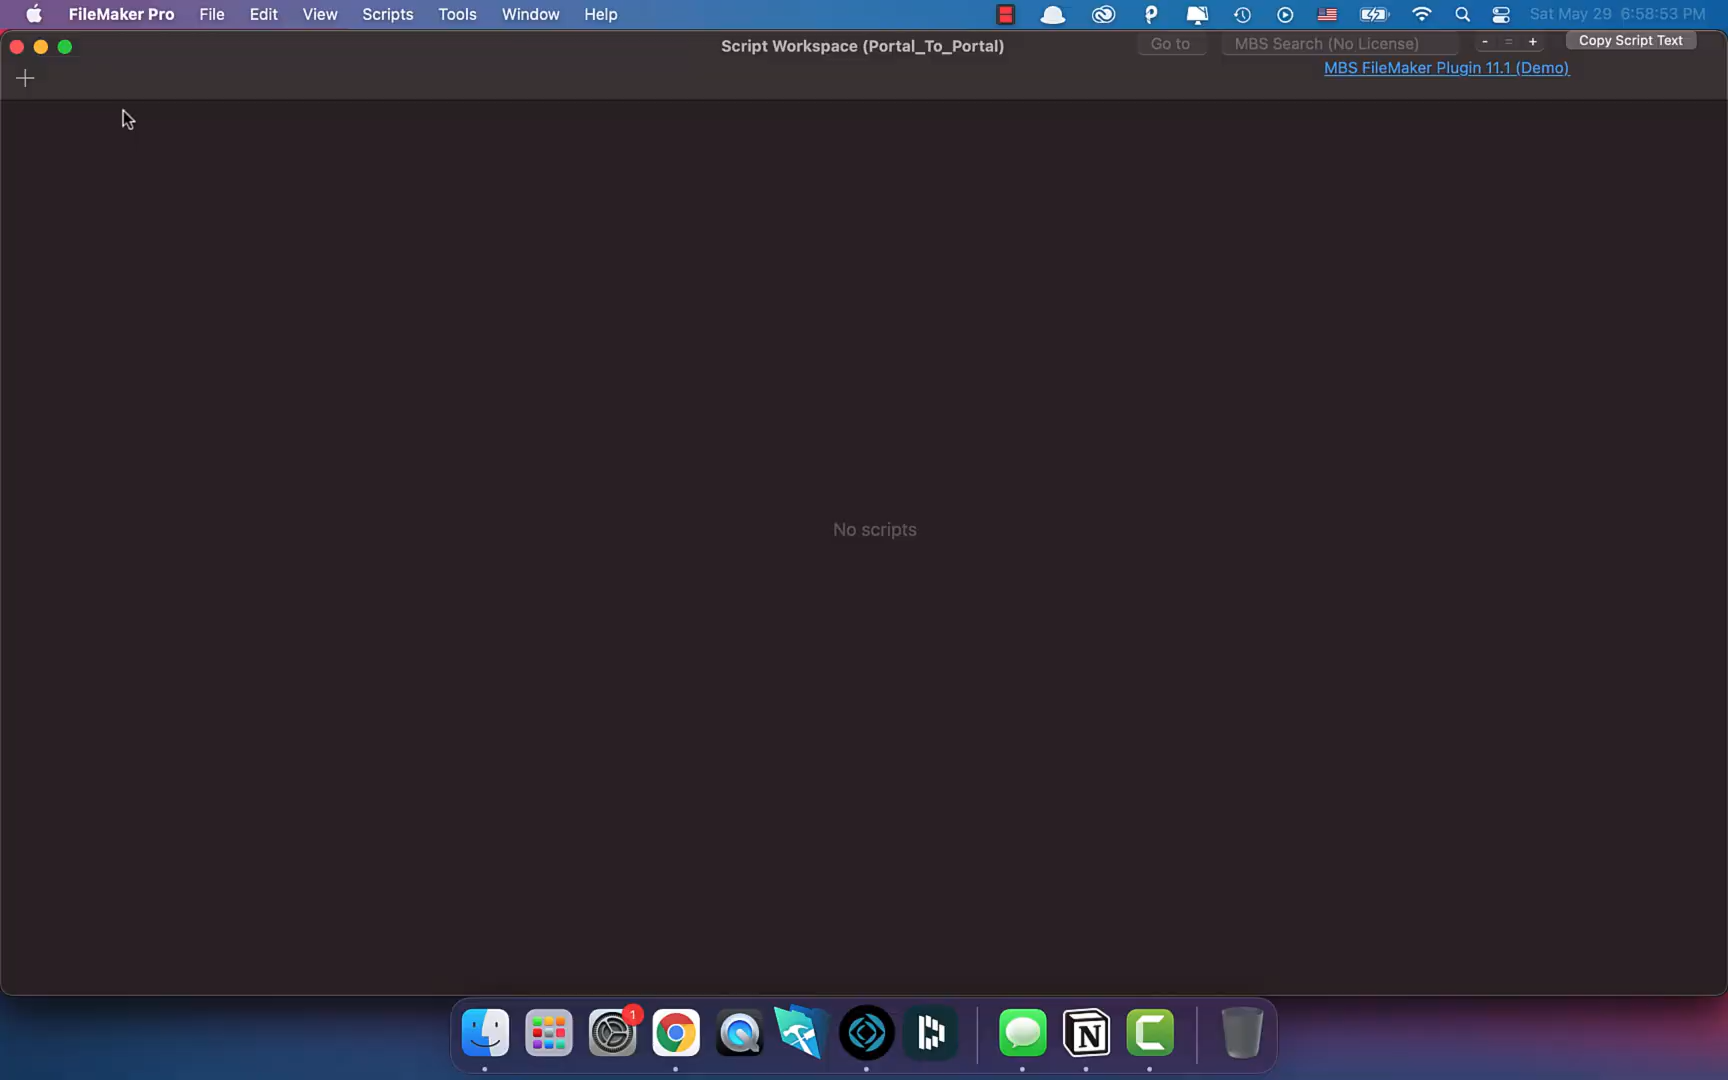 FileMaker Pro File Edit View Scripts Tools Window Help Sat May 29 6:58:53 PM
Script Workspace (Portal_To_Portal) Go to MBS Search (No License) - = + Copy Script Text
MBS FileMaker Plugin 11.1 (Demo)
No scripts
1